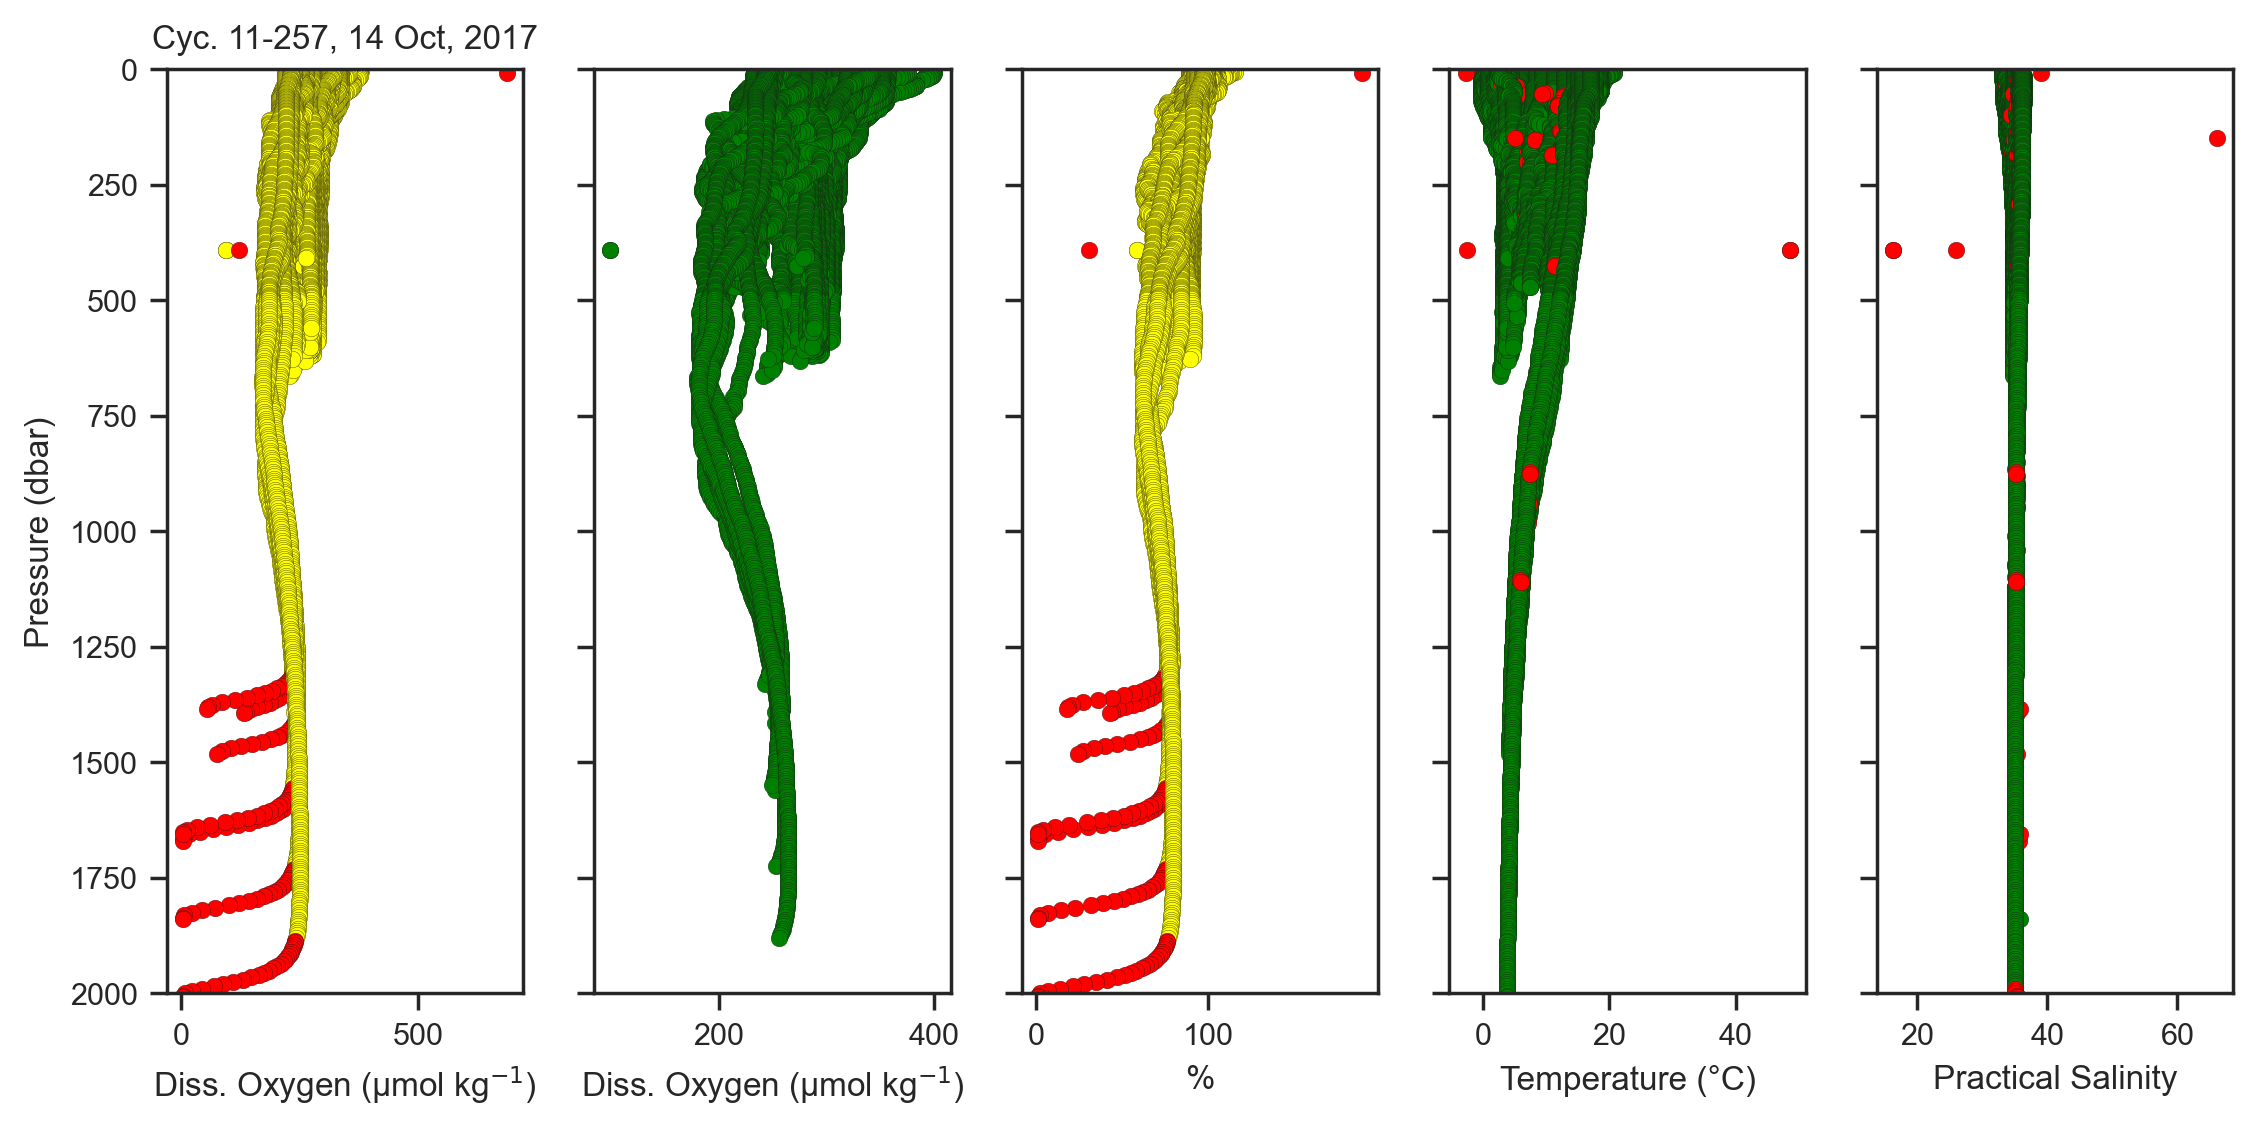 Cyc. 11-257, 14 Oct, 2017
Pressure (dbar)
0
250
500
750
1000
1250
1500
1750
2000
0 500
200 400
0 100
0 20 40
20 40 60
Diss. Oxygen (µmol kg⁻¹)
Diss. Oxygen (µmol kg⁻¹)
%
Temperature (°C)
Practical Salinity